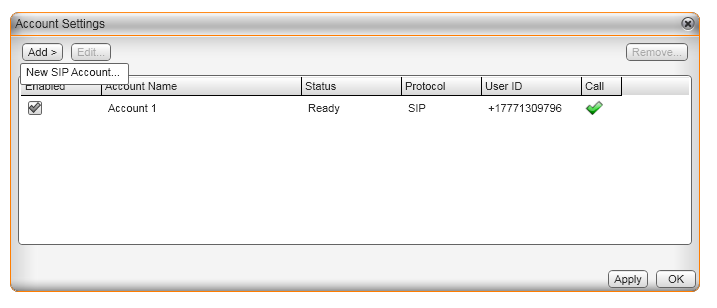 Account Settings
Add > Edit... Remove...
New SIP Account...
Enabled Account Name Status Protocol User ID Call
Account 1 Ready SIP +17771309796
Apply OK